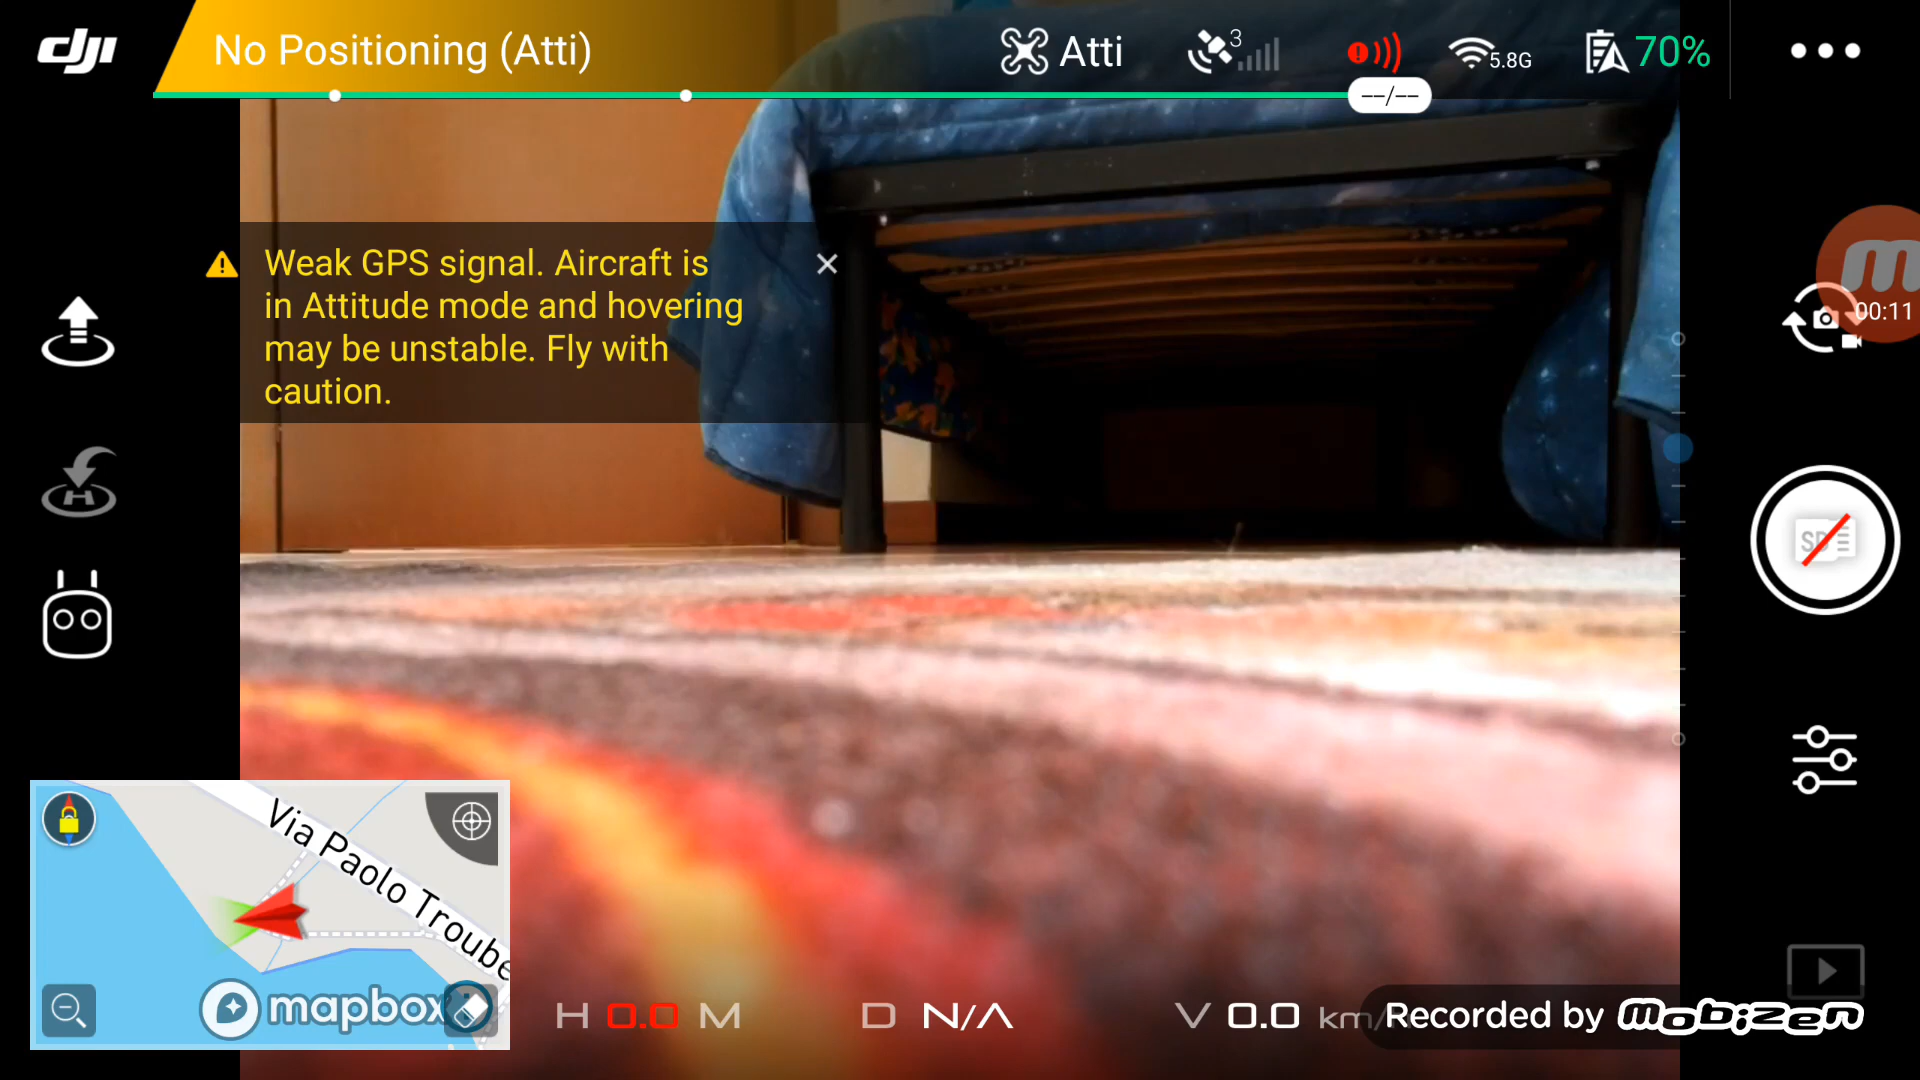 dji
No Positioning (Atti)
Atti
3
5.8G
70%
--/--
Weak GPS signal. Aircraft is
in Attitude mode and hovering
may be unstable. Fly with
caution.
00:11
SD
Via Paolo Troube
mapbox
H 0.0 M
D N/A
V 0.0 km/h
Recorded by mobizen